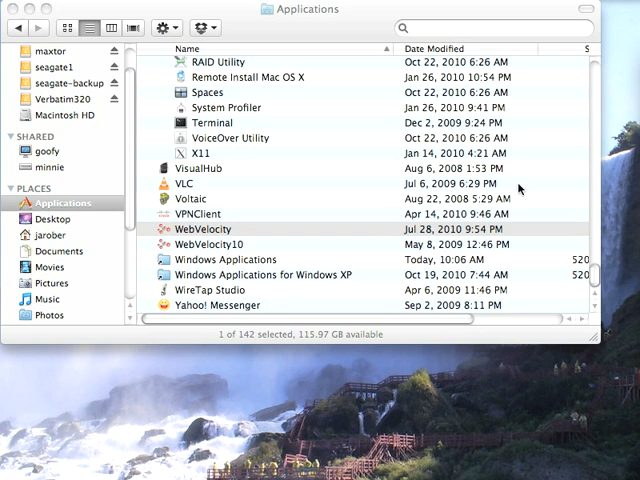 Applications
maxtor
seagate1
seagate-backup
Verbatim320
Macintosh HD
SHARED
goofy
minnie
PLACES
Applications
Desktop
jarober
Documents
Movies
Pictures
Music
Photos
Name Date Modified S
RAID Utility Oct 22, 2010 6:26 AM
Remote Install Mac OS X Jan 26, 2010 10:54 PM
Spaces Oct 22, 2010 6:26 AM
System Profiler Jan 26, 2010 9:41 PM
Terminal Dec 2, 2009 9:24 PM
VoiceOver Utility Oct 22, 2010 6:26 AM
X11 Jan 14, 2010 4:21 AM
VisualHub Aug 6, 2008 1:53 PM
VLC Jul 6, 2009 6:29 PM
Voltaic Aug 22, 2008 5:29 AM
VPNClient Apr 14, 2010 9:46 AM
WebVelocity Jul 28, 2010 9:54 PM
WebVelocity10 May 8, 2009 12:46 PM
Windows Applications Today, 10:06 AM 520
Windows Applications for Windows XP Oct 19, 2010 7:44 AM 520
WireTap Studio Apr 6, 2009 11:46 PM
Yahoo! Messenger Sep 2, 2009 8:11 PM
1 of 142 selected, 115.97 GB available